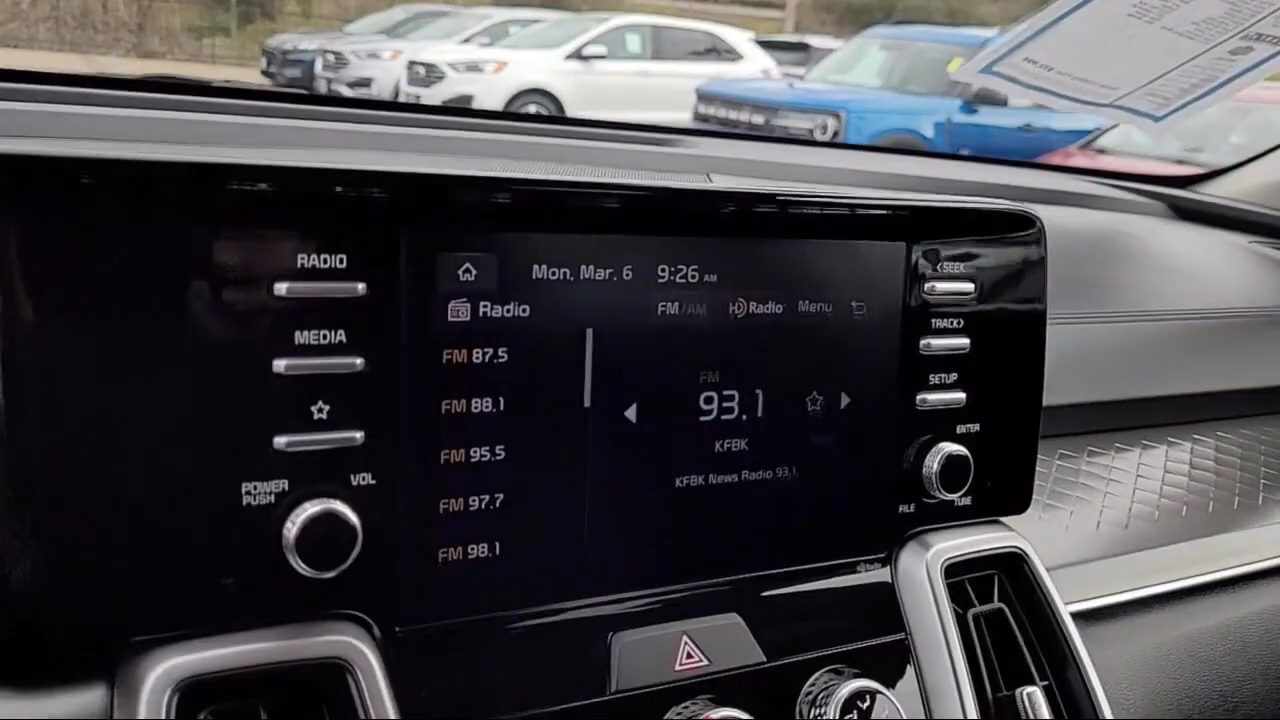 RADIO
MEDIA
POWER
PUSH
VOL
Mon, Mar. 6 9:26 AM
Radio
FM/AM HD Radio Menu
FM 87.5
FM 88.1
FM 95.5
FM 97.7
FM 98.1
FM
93.1
KFBK
KFBK News Radio 93.1
HD Radio
<SEEK
TRACK>
SETUP
ENTER
FILE
TUNE